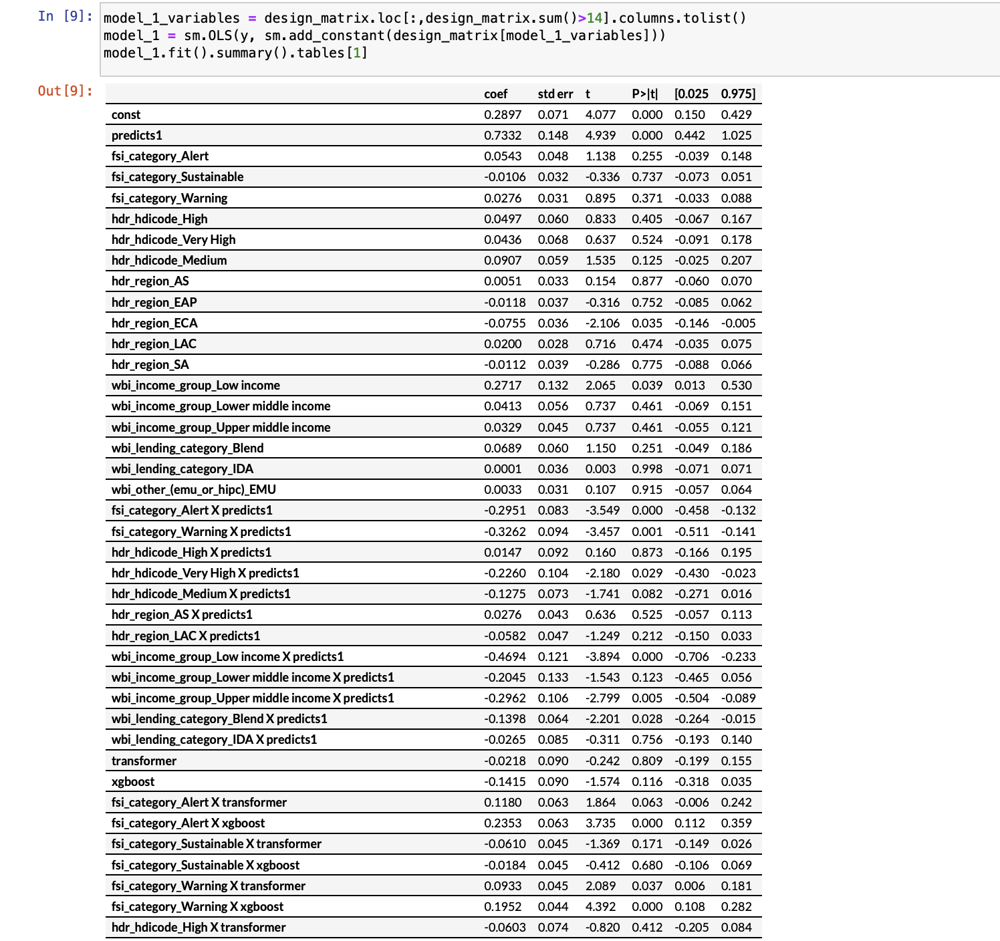 In [9]: model_1_variables = design_matrix.loc[:,design_matrix.sum()>14].columns.tolist()
model_1 = sm.OLS(y, sm.add_constant(design_matrix[model_1_variables]))
model_1.fit().summary().tables[1]
Out[9]: coef std err t P>|t| [0.025 0.975]
const 0.2897 0.071 4.077 0.000 0.150 0.429
predicts1 0.7332 0.148 4.939 0.000 0.442 1.025
fsi_category_Alert 0.0543 0.048 1.138 0.255 -0.039 0.148
fsi_category_Sustainable -0.0106 0.032 -0.336 0.737 -0.073 0.051
fsi_category_Warning 0.0276 0.031 0.895 0.371 -0.033 0.088
hdr_hdicode_High 0.0497 0.060 0.833 0.405 -0.067 0.167
hdr_hdicode_Very High 0.0436 0.068 0.637 0.524 -0.091 0.178
hdr_hdicode_Medium 0.0907 0.059 1.535 0.125 -0.025 0.207
hdr_region_AS 0.0051 0.033 0.154 0.877 -0.060 0.070
hdr_region_EAP -0.0118 0.037 -0.316 0.752 -0.085 0.062
hdr_region_ECA -0.0755 0.036 -2.106 0.035 -0.146 -0.005
hdr_region_LAC 0.0200 0.028 0.716 0.474 -0.035 0.075
hdr_region_SA -0.0112 0.039 -0.286 0.775 -0.088 0.066
wbi_income_group_Low income 0.2717 0.132 2.065 0.039 0.013 0.530
wbi_income_group_Lower middle income 0.0413 0.056 0.737 0.461 -0.069 0.151
wbi_income_group_Upper middle income 0.0329 0.045 0.737 0.461 -0.055 0.121
wbi_lending_category_Blend 0.0689 0.060 1.150 0.251 -0.049 0.186
wbi_lending_category_IDA 0.0001 0.036 0.003 0.998 -0.071 0.071
wbi_other_(emu_or_hipc)_EMU 0.0033 0.031 0.107 0.915 -0.057 0.064
fsi_category_Alert X predicts1 -0.2951 0.083 -3.549 0.000 -0.458 -0.132
fsi_category_Warning X predicts1 -0.3262 0.094 -3.457 0.001 -0.511 -0.141
hdr_hdicode_High X predicts1 0.0147 0.092 0.160 0.873 -0.166 0.195
hdr_hdicode_Very High X predicts1 -0.2260 0.104 -2.180 0.029 -0.430 -0.023
hdr_hdicode_Medium X predicts1 -0.1275 0.073 -1.741 0.082 -0.271 0.016
hdr_region_AS X predicts1 0.0276 0.043 0.636 0.525 -0.057 0.113
hdr_region_LAC X predicts1 -0.0582 0.047 -1.249 0.212 -0.150 0.033
wbi_income_group_Low income X predicts1 -0.4694 0.121 -3.894 0.000 -0.706 -0.233
wbi_income_group_Lower middle income X predicts1 -0.2045 0.133 -1.543 0.123 -0.465 0.056
wbi_income_group_Upper middle income X predicts1 -0.2962 0.106 -2.799 0.005 -0.504 -0.089
wbi_lending_category_Blend X predicts1 -0.1398 0.064 -2.201 0.028 -0.264 -0.015
wbi_lending_category_IDA X predicts1 -0.0265 0.085 -0.311 0.756 -0.193 0.140
transformer -0.0218 0.090 -0.242 0.809 -0.199 0.155
xgboost -0.1415 0.090 -1.574 0.116 -0.318 0.035
fsi_category_Alert X transformer 0.1180 0.063 1.864 0.063 -0.006 0.242
fsi_category_Alert X xgboost 0.2353 0.063 3.735 0.000 0.112 0.359
fsi_category_Sustainable X transformer -0.0610 0.045 -1.369 0.171 -0.149 0.026
fsi_category_Sustainable X xgboost -0.0184 0.045 -0.412 0.680 -0.106 0.069
fsi_category_Warning X transformer 0.0933 0.045 2.089 0.037 0.006 0.181
fsi_category_Warning X xgboost 0.1952 0.044 4.392 0.000 0.108 0.282
hdr_hdicode_High X transformer -0.0603 0.074 -0.820 0.412 -0.205 0.084